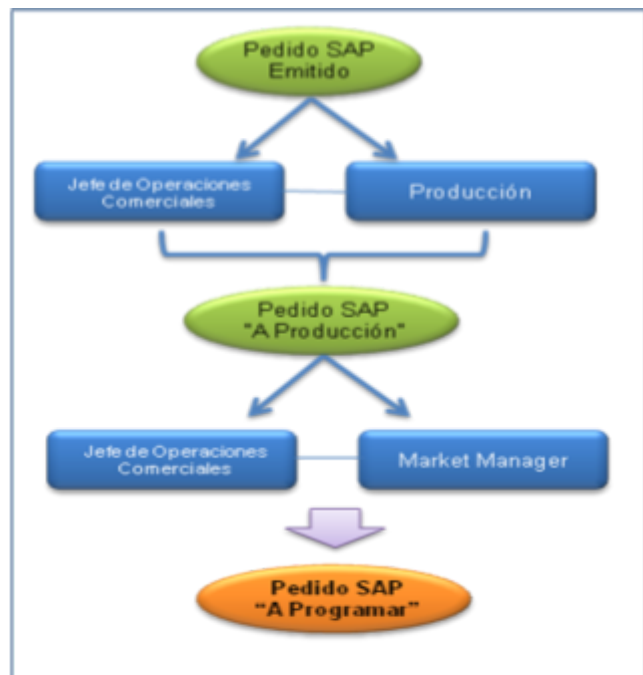 Pedido SAP
Emitido
Jefe de Operaciones
Comerciales
Producción
Pedido SAP
"A Producción"
Jefe de Operaciones
Comerciales
Market Manager
Pedido SAP
“A Programar”